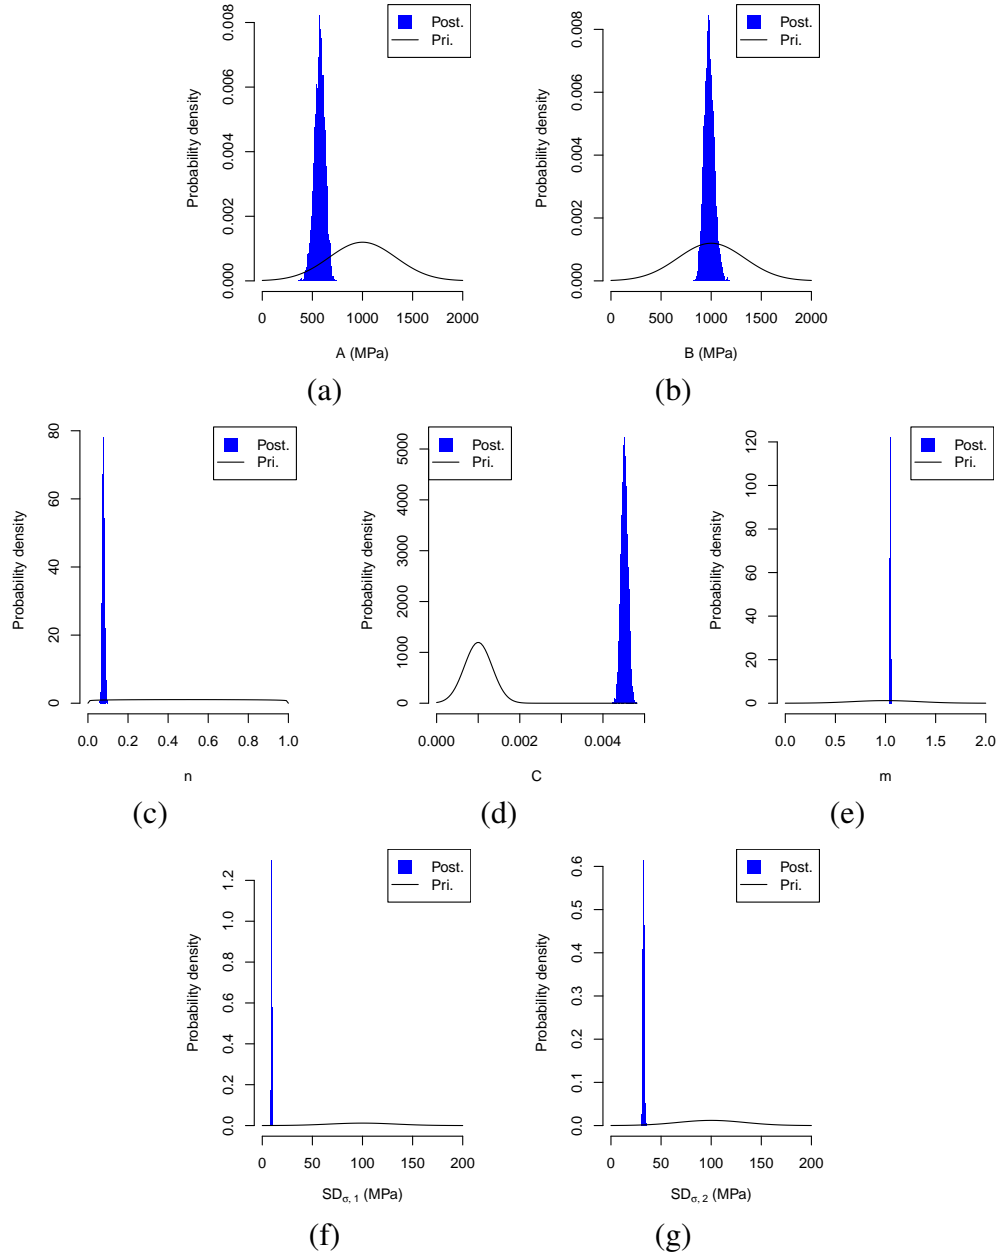 Post.
Pri.
Probability density
0.000 0.002 0.004 0.006 0.008
0 500 1000 1500 2000
A (MPa)
(a)
Post.
Pri.
Probability density
0.000 0.002 0.004 0.006 0.008
0 500 1000 1500 2000
B (MPa)
(b)
Post.
Pri.
Probability density
0 20 40 60 80
0.0 0.2 0.4 0.6 0.8 1.0
n
(c)
Post.
Pri.
Probability density
0 1000 2000 3000 4000 5000
0.000 0.002 0.004
C
(d)
Post.
Pri.
Probability density
0 20 40 60 80 100 120
0.0 0.5 1.0 1.5 2.0
m
(e)
Post.
Pri.
Probability density
0.0 0.2 0.4 0.6 0.8 1.0 1.2
0 50 100 150 200
SDσ, 1 (MPa)
(f)
Post.
Pri.
Probability density
0.0 0.1 0.2 0.3 0.4 0.5 0.6
0 50 100 150 200
SDσ, 2 (MPa)
(g)